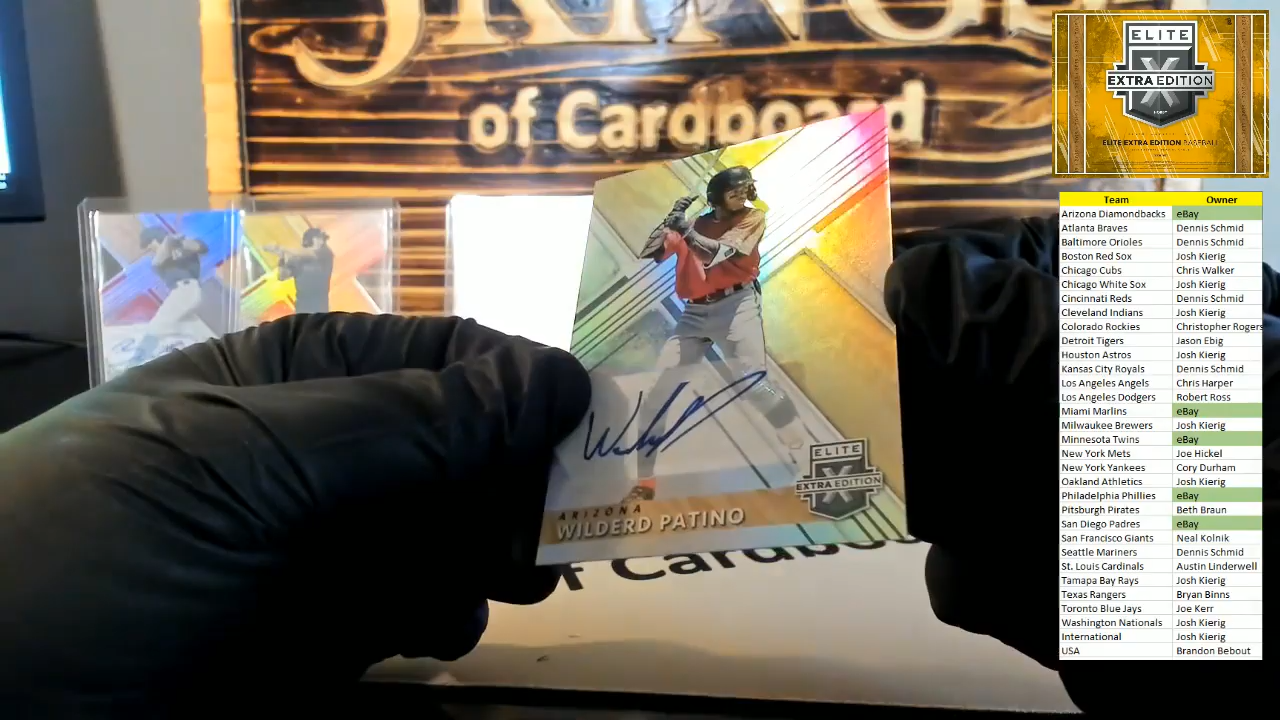 of Cardboard
ELITE
EXTRA EDITION
ELITE EXTRA EDITION BASEBALL
ELITE
EXTRA EDITION
ARIZONA
WILDERD PATINO
of Cardbo
Team Owner
Arizona Diamondbacks eBay
Atlanta Braves Dennis Schmid
Baltimore Orioles Dennis Schmid
Boston Red Sox Josh Kierig
Chicago Cubs Chris Walker
Chicago White Sox Josh Kierig
Cincinnati Reds Dennis Schmid
Cleveland Indians Josh Kierig
Colorado Rockies Christopher Rogers
Detroit Tigers Jason Ebig
Houston Astros Josh Kierig
Kansas City Royals Dennis Schmid
Los Angeles Angels Chris Harper
Los Angeles Dodgers Robert Ross
Miami Marlins eBay
Milwaukee Brewers Josh Kierig
Minnesota Twins eBay
New York Mets Joe Hickel
New York Yankees Cory Durham
Oakland Athletics Josh Kierig
Philadelphia Phillies eBay
Pittsburgh Pirates Beth Braun
San Diego Padres eBay
San Francisco Giants Neal Kolnik
Seattle Mariners Dennis Schmid
St. Louis Cardinals Austin Linderwell
Tamapa Bay Rays Josh Kierig
Texas Rangers Bryan Binns
Toronto Blue Jays Joe Kerr
Washington Nationals Josh Kierig
International Josh Kierig
USA Brandon Bebout